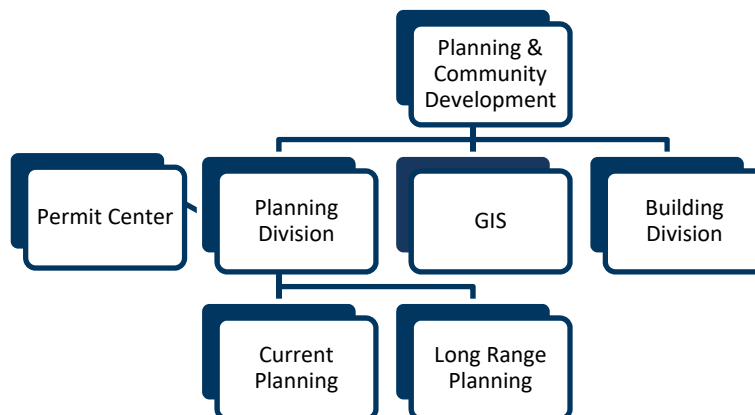 Planning &
Community
Development
Permit Center
Planning
Division
GIS
Building
Division
Current
Planning
Long Range
Planning